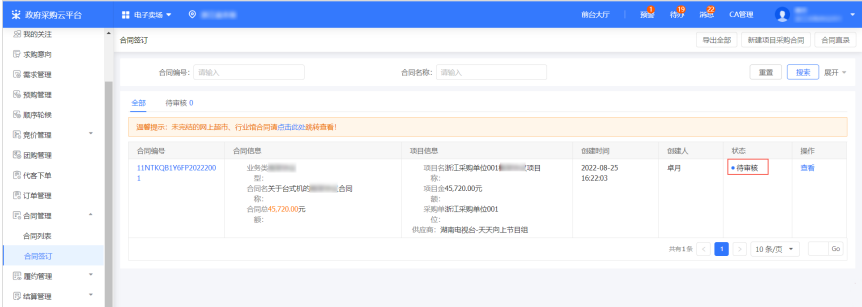 政府采购云平台
电子卖场
前台大厅
预警 1
待办 19
消息 22
CA管理
我的关注
求购意向
需求管理
预购管理
顺序轮候
竞价管理
团购管理
代客下单
订单管理
合同管理
合同列表
合同签订
履约管理
结算管理
合同签订
导出全部 新建项目采购合同 合同直录
合同编号： 请输入 合同名称： 请输入 重置 搜索 展开
全部 待审核 0
温馨提示：未完结的网上超市、行业馆合同请点击此处跳转查看！
合同编号 合同信息 项目信息 创建时间 创建人 状态 操作
11NTKQB1Y6FP20222001
业务类型：
合同名称：关于台式机的 合同
合同总额：45,720.00元
项目名称：浙江采购单位001 项目
项目金额：45,720.00元
采购单位：浙江采购单位001
供应商：湖南电视台-天天向上节目组
2022-08-25
16:22:03
卓月
待审核
查看
共有1条 < 1 > 10 条/页 Go